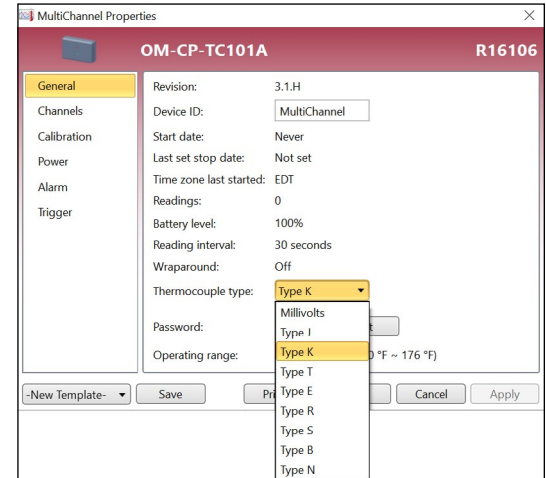 MultiChannel Properties
OM-CP-TC101A R16106
General
Channels
Calibration
Power
Alarm
Trigger
Revision: 3.1.H
Device ID: MultiChannel
Start date: Never
Last set stop date: Not set
Time zone last started: EDT
Readings: 0
Battery level: 100%
Reading interval: 30 seconds
Wraparound: Off
Thermocouple type: Type K
Password:
Operating range: 0 °F ~ 176 °F)
Millivolts
Type J
Type K
Type T
Type E
Type R
Type S
Type B
Type N
-New Template- Save Cancel Apply